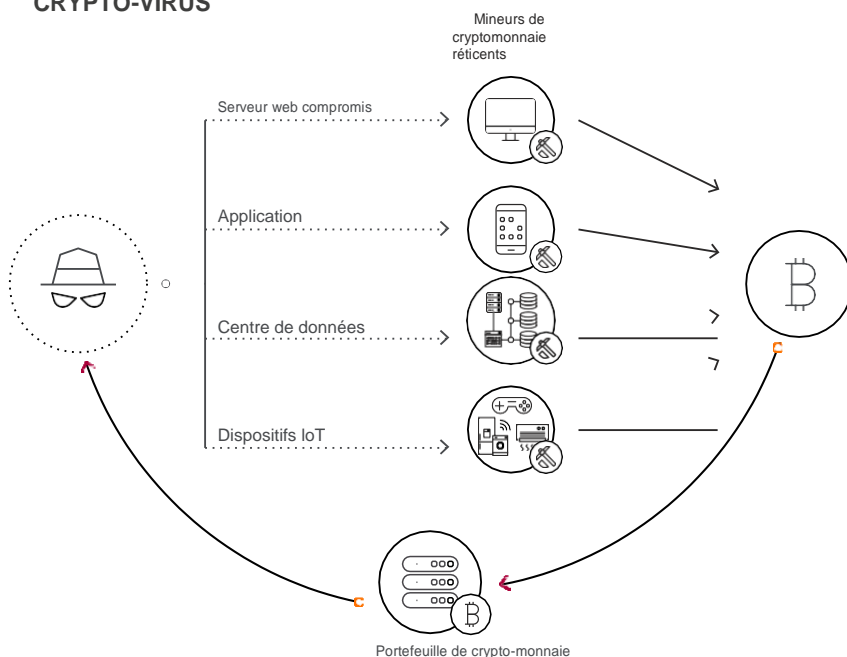 CRYPTO-VIRUS
Mineurs de
cryptomonnaie
réticents
Serveur web compromis
Application
Centre de données
Dispositifs IoT
C
C
Portefeuille de crypto-monnaie